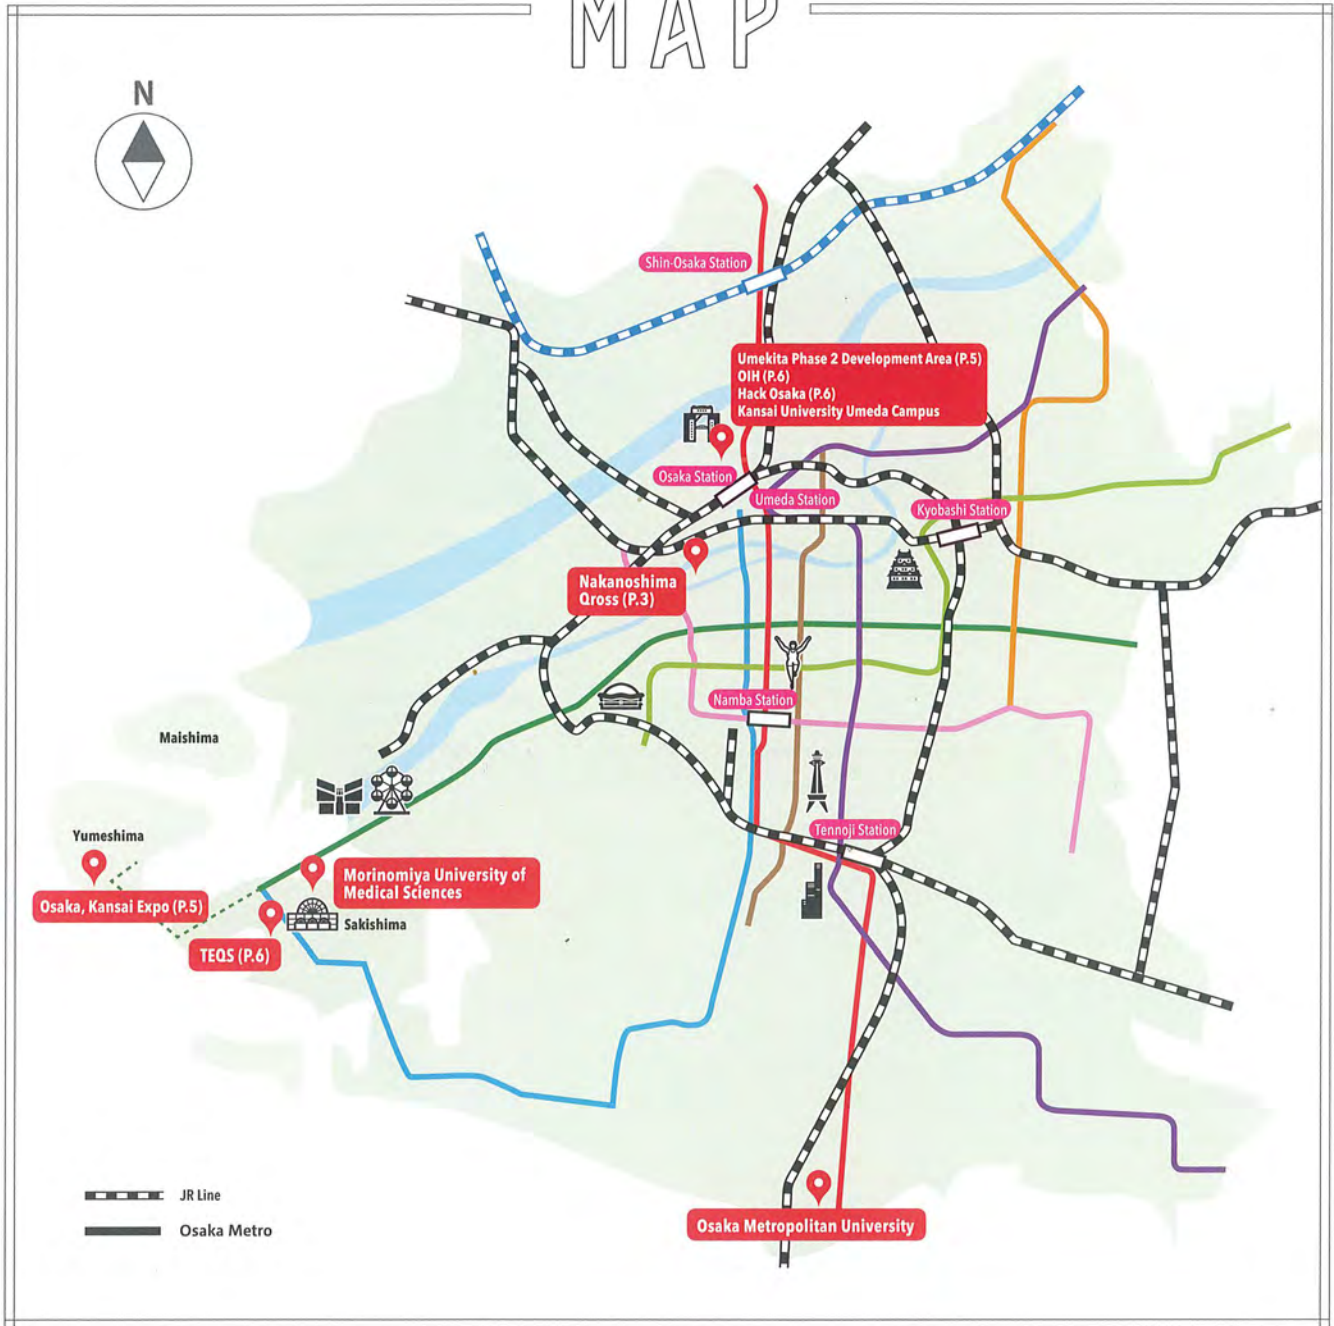 MAP
N
Shin-Osaka Station
Umekita Phase 2 Development Area (P.5)
OIH (P.6)
Hack Osaka (P.6)
Kansai University Umeda Campus
Osaka Station
Umeda Station
Kyobashi Station
Nakanoshima
Qross (P.3)
Namba Station
Maishima
Yumeshima
Tennoji Station
Osaka, Kansai Expo (P.5)
Morinomiya University of
Medical Sciences
Sakishima
TEQS (P.6)
JR Line
Osaka Metro
Osaka Metropolitan University